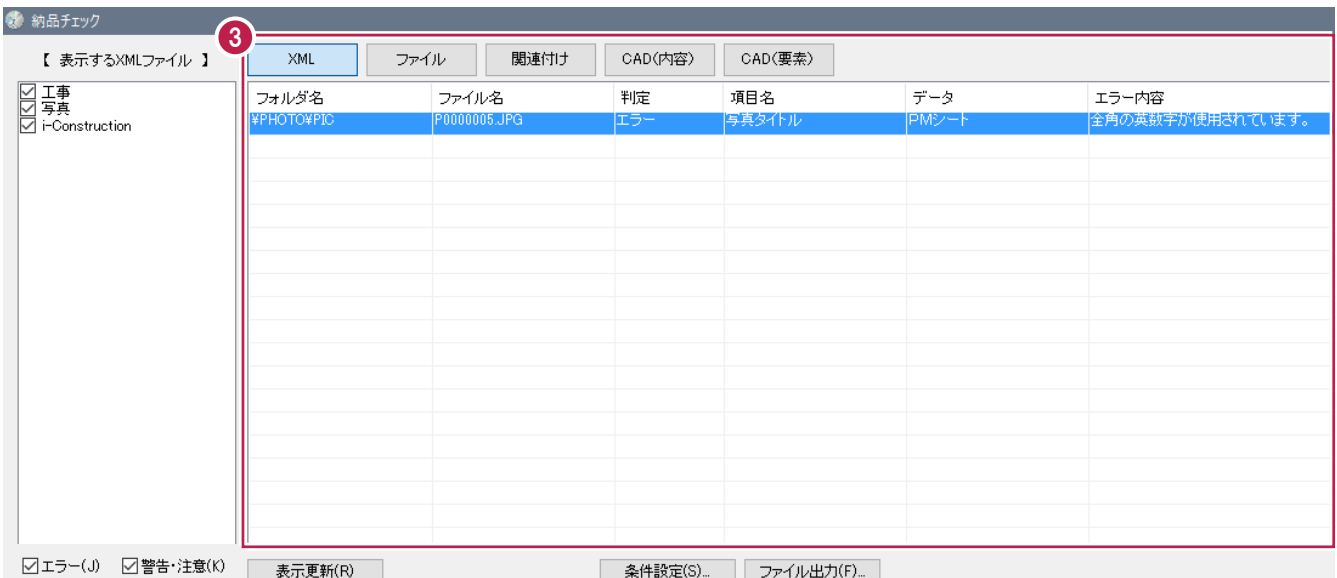 納品チェック
3
【 表示するXMLファイル 】
XML ファイル 関連付け CAD(内容) CAD(要素)
工事
写真
i-Construction
フォルダ名 ファイル名 判定 項目名 データ エラー内容
¥PHOTO¥PIC P0000005.JPG エラー 写真タイトル PMシート 全角の英数字が使用されています。
エラー(J) 警告・注意(K) 表示更新(R) 条件設定(S)... ファイル出力(F)...